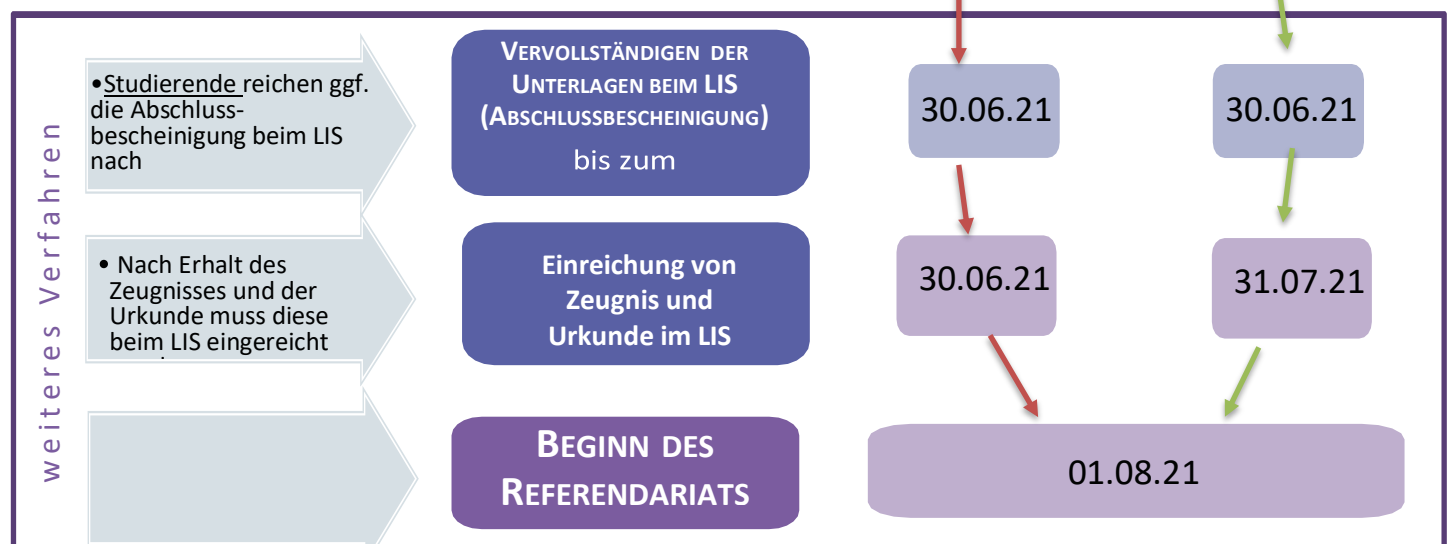 weiteres Verfahren
•Studierende reichen ggf.
die Abschluss-
bescheinigung beim LIS
nach
VERVOLLSTÄNDIGEN DER
UNTERLAGEN BEIM LIS
(ABSCHLUSSBESCHEINIGUNG)
bis zum
30.06.21
30.06.21
• Nach Erhalt des
Zeugnisses und der
Urkunde muss diese
beim LIS eingereicht
Einreichung von
Zeugnis und
Urkunde im LIS
30.06.21
31.07.21
BEGINN DES
REFERENDARIATS
01.08.21